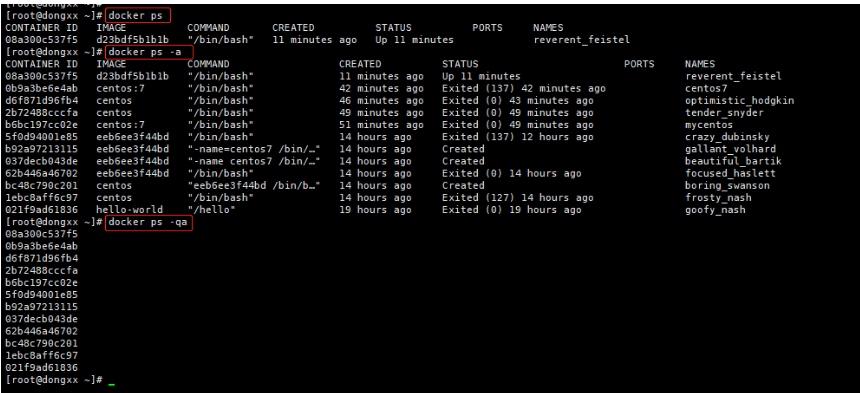 [root@dongxx ~]# docker ps
CONTAINER ID IMAGE COMMAND CREATED STATUS PORTS NAMES
08a300c537f5 d23bdf5b1b1b "/bin/bash" 11 minutes ago Up 11 minutes reverent_feistel
[root@dongxx ~]# docker ps -a
CONTAINER ID IMAGE COMMAND CREATED STATUS PORTS NAMES
08a300c537f5 d23bdf5b1b1b "/bin/bash" 11 minutes ago Up 11 minutes reverent_feistel
0b9a3be6e4ab centos:7 "/bin/bash" 42 minutes ago Exited (137) 42 minutes ago centos7
d6f871d96fb4 centos "/bin/bash" 46 minutes ago Exited (0) 43 minutes ago optimistic_hodgkin
2b72488cccfa centos "/bin/bash" 49 minutes ago Exited (0) 49 minutes ago tender_snyder
b6bc197cc02e centos:7 "/bin/bash" 51 minutes ago Exited (0) 49 minutes ago mycentos
5f0d94001e85 eeb6ee3f44bd "/bin/bash" 14 hours ago Exited (137) 12 hours ago crazy_dubinsky
b92a97213115 eeb6ee3f44bd "-name=centos7 /bin/…" 14 hours ago Created gallant_volhard
037decb043de eeb6ee3f44bd "-name centos7 /bin/…" 14 hours ago Created beautiful_bartik
62b446a46702 eeb6ee3f44bd "/bin/bash" 14 hours ago Exited (0) 14 hours ago focused_haslett
bc48c790c201 centos "eeb6ee3f44bd /bin/b…" 14 hours ago Created boring_swanson
1ebc8aff6c97 centos "/bin/bash" 14 hours ago Exited (127) 14 hours ago frosty_nash
021f9ad61836 hello-world "/hello" 19 hours ago Exited (0) 19 hours ago goofy_nash
[root@dongxx ~]# docker ps -qa
08a300c537f5
0b9a3be6e4ab
d6f871d96fb4
2b72488cccfa
b6bc197cc02e
5f0d94001e85
b92a97213115
037decb043de
62b446a46702
bc48c790c201
1ebc8aff6c97
021f9ad61836
[root@dongxx ~]#